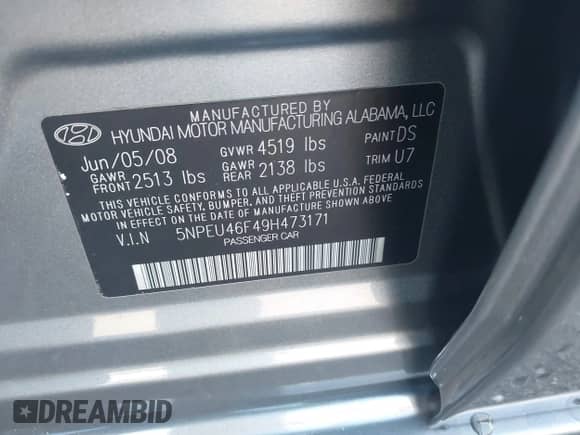 MANUFACTURED BY
HYUNDAI MOTOR MANUFACTURING ALABAMA, LLC
Jun/05/08 GVWR 4519 lbs PAINT DS
GAWR FRONT 2513 lbs GAWR REAR 2138 lbs TRIM U7
THIS VEHICLE CONFORMS TO ALL APPLICABLE U.S.A. FEDERAL
MOTOR VEHICLE SAFETY, BUMPER, AND THEFT PREVENTION STANDARDS
IN EFFECT ON THE DATE OF MANUFACTURE SHOWN ABOVE
V.I.N 5NPEU46F49H473171
PASSENGER CAR
DREAMBID